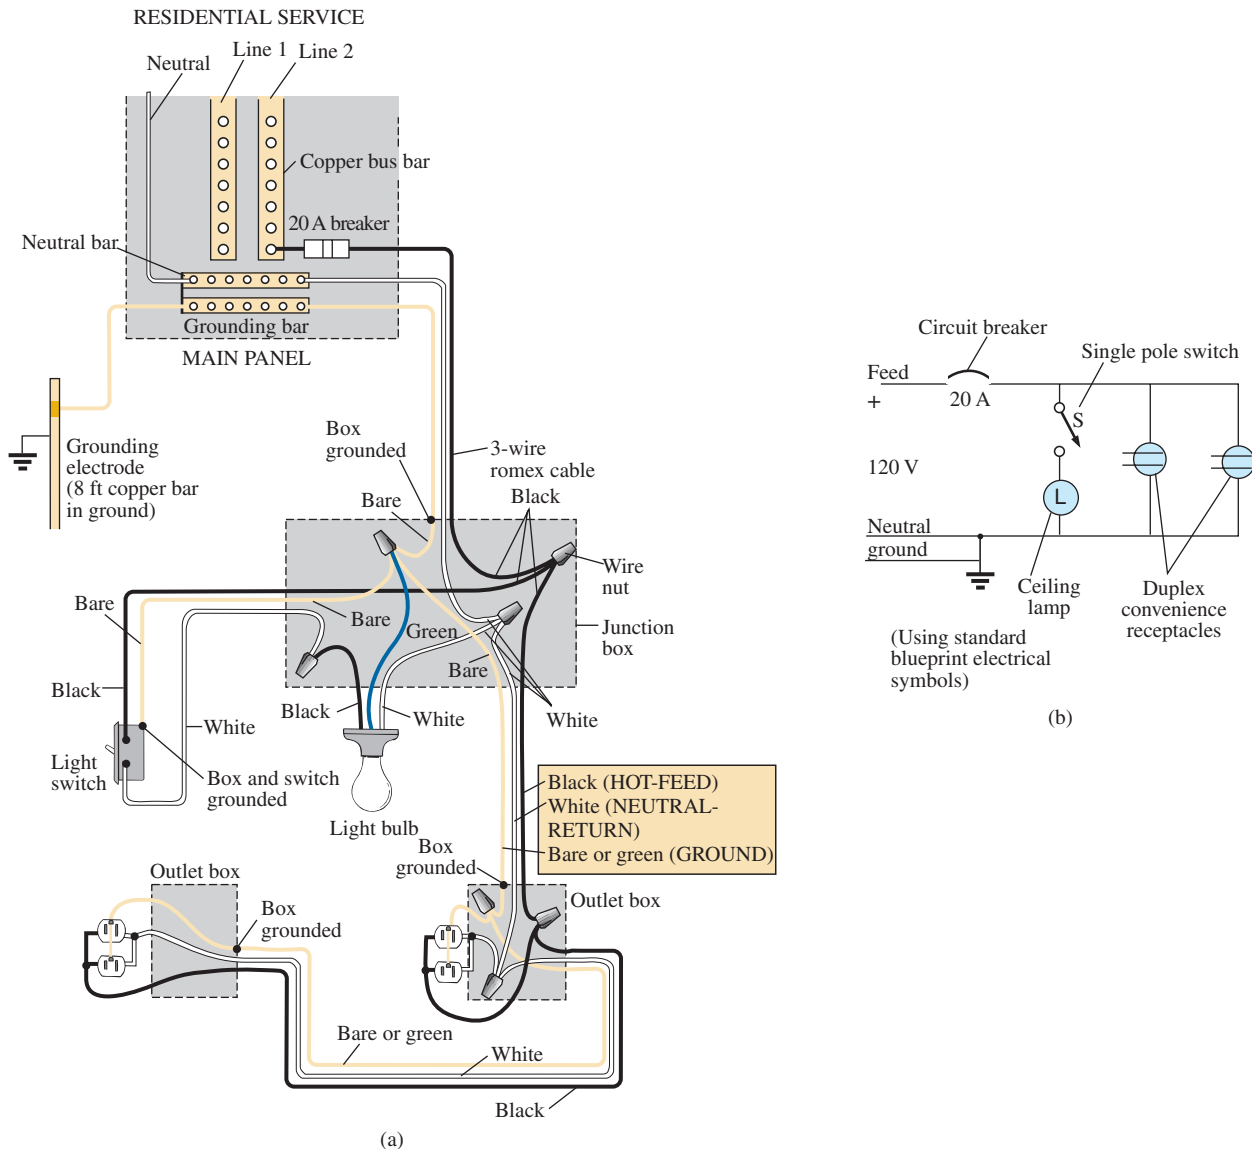 RESIDENTIAL SERVICE
Line 1
Line 2
Neutral
Copper bus bar
20 A breaker
Neutral bar
Grounding bar
MAIN PANEL
Grounding
electrode
(8 ft copper bar
in ground)
Box
grounded
3-wire
romex cable
Black
Bare
Wire
nut
Bare
Bare
Green
Junction
box
Bare
Black
White
Black
White
White
Light
switch
Box and switch
grounded
Light bulb
Black (HOT-FEED)
White (NEUTRAL-
RETURN)
Bare or green (GROUND)
Box
grounded
Outlet box
Outlet box
Box
grounded
Bare or green
White
Black
(a)
Circuit breaker
Single pole switch
Feed
+
20 A
S
120 V
L
Neutral
ground
Ceiling
lamp
Duplex
convenience
receptacles
(Using standard
blueprint electrical
symbols)
(b)